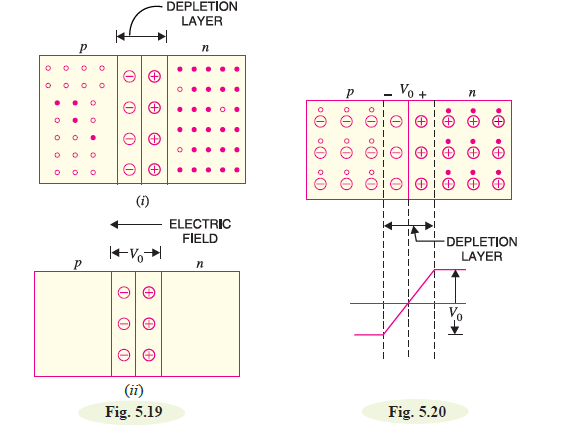 DEPLETION
LAYER
p
n
(i)
ELECTRIC
FIELD
V0
p
n
(ii)
Fig. 5.19
p
– V0 +
n
DEPLETION
LAYER
V0
Fig. 5.20